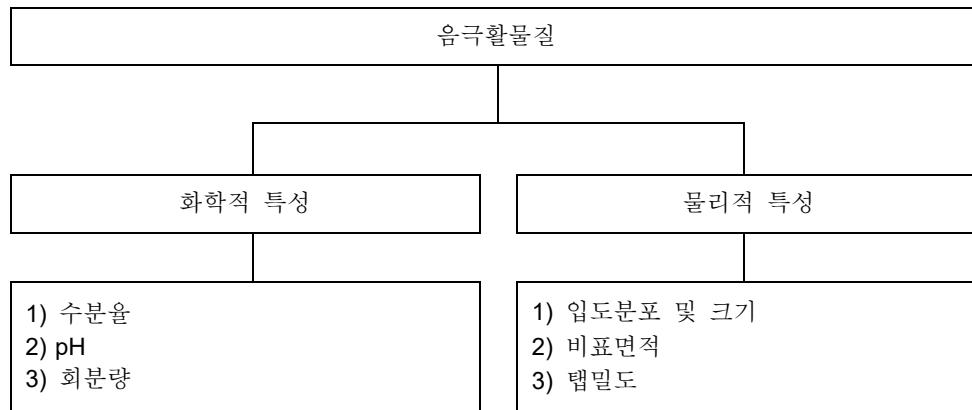 음극활물질
화학적 특성
물리적 특성
1) 수분율
2) pH
3) 회분량
1) 입도분포 및 크기
2) 비표면적
3) 탭밀도